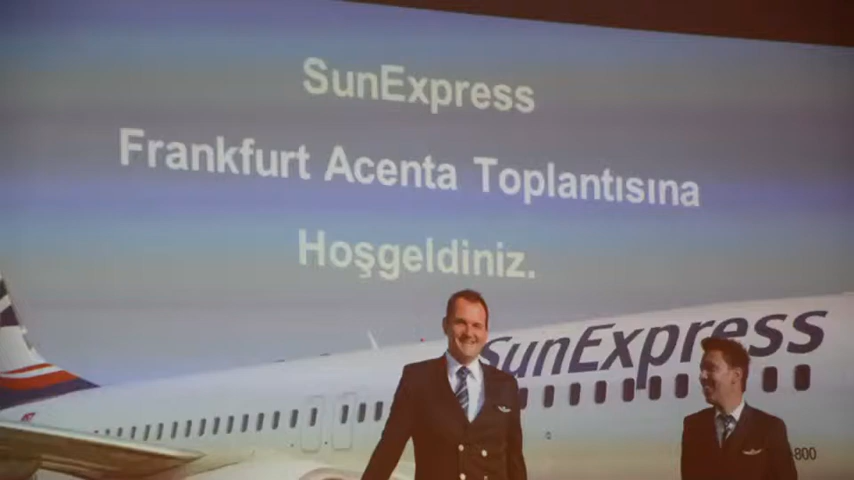 SunExpress
Frankfurt Acenta Toplantısına
Hoşgeldiniz.
SunExpress
-800